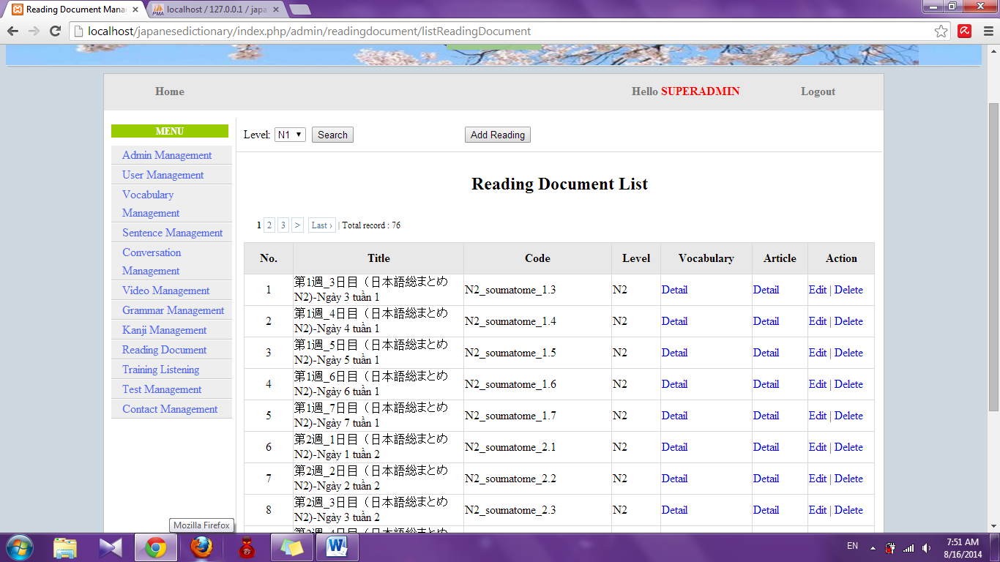 Reading Document Mana
localhost / 127.0.0.1 / japa
localhost/japanesedictionary/index.php/admin/readingdocument/listReadingDocument
Home Hello SUPERADMIN Logout
MENU
Admin Management
User Management
Vocabulary
Management
Sentence Management
Conversation
Management
Video Management
Grammar Management
Kanji Management
Reading Document
Training Listening
Test Management
Contact Management
Level: N1 Search Add Reading
Reading Document List
1 2 3 > Last › | Total record : 76
No. Title Code Level Vocabulary Article Action
1 第1週_3日目（日本語総まとめ N2_soumatome_1.3 N2 Detail Detail Edit | Delete
N2)-Ngày 3 tuần 1
2 第1週_4日目（日本語総まとめ N2_soumatome_1.4 N2 Detail Detail Edit | Delete
N2)-Ngày 4 tuần 1
3 第1週_5日目（日本語総まとめ N2_soumatome_1.5 N2 Detail Detail Edit | Delete
N2)-Ngày 5 tuần 1
4 第1週_6日目（日本語総まとめ N2_soumatome_1.6 N2 Detail Detail Edit | Delete
N2)-Ngày 6 tuần 1
5 第1週_7日目（日本語総まとめ N2_soumatome_1.7 N2 Detail Detail Edit | Delete
N2)-Ngày 7 tuần 1
6 第2週_1日目（日本語総まとめ N2_soumatome_2.1 N2 Detail Detail Edit | Delete
N2)-Ngày 1 tuần 2
7 第2週_2日目（日本語総まとめ N2_soumatome_2.2 N2 Detail Detail Edit | Delete
N2)-Ngày 2 tuần 2
8 第2週_3日目（日本語総まとめ N2_soumatome_2.3 N2 Detail Detail Edit | Delete
N2)-Ngày 3 tuần 2
Mozilla Firefox
EN
7:51 AM
8/16/2014